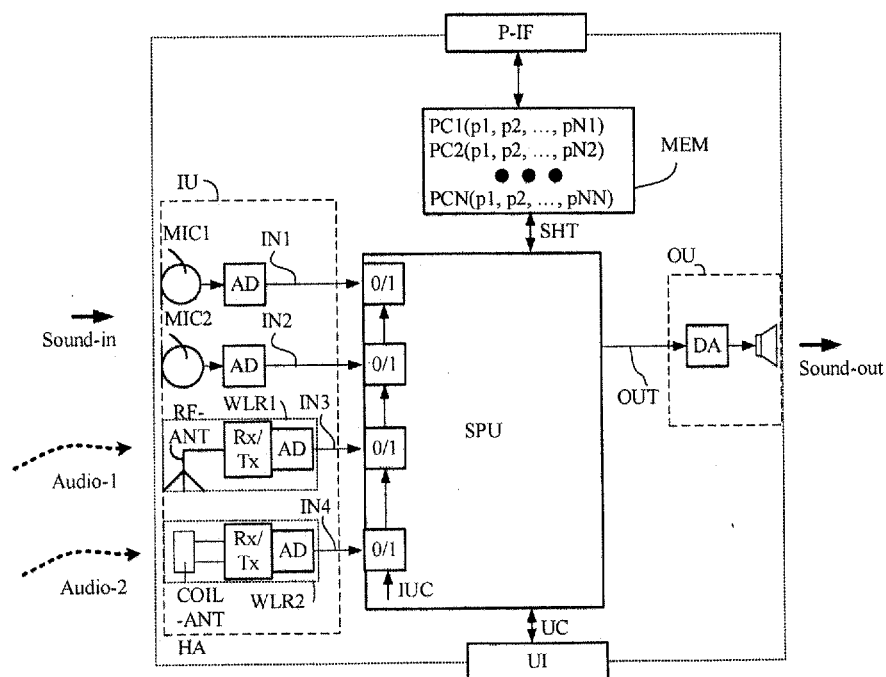 P-IF
PC1(p1, p2, ..., pN1)
PC2(p1, p2, ..., pN2)
PCN(p1, p2, ..., pNN)
MEM
SHT
IU
MIC1
AD
IN1
0/1
MIC2
AD
IN2
0/1
Sound-in
RF-
ANT
WLR1
Rx/
Tx
AD
IN3
0/1
Audio-1
SPU
OU
DA
OUT
Sound-out
Rx/
Tx
AD
IN4
0/1
Audio-2
COIL
-ANT
WLR2
IUC
HA
UC
UI